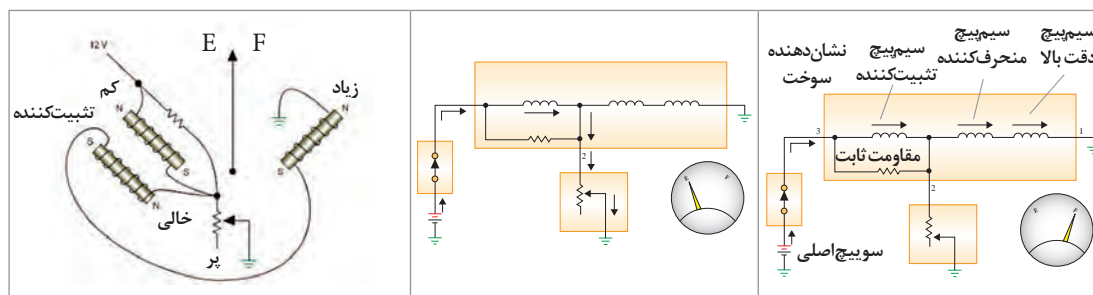 12 V
E F
کم
زیاد
N
N
تثبیت‌کننده
S
S
N
خالی
پر
2
E F
نشان‌دهنده
سوخت
سیم‌پیچ
تثبیت‌کننده
سیم‌پیچ
منحرف‌کننده
سیم‌پیچ
دقت بالا
3
1
مقاومت ثابت
2
E F
سوییچ اصلی